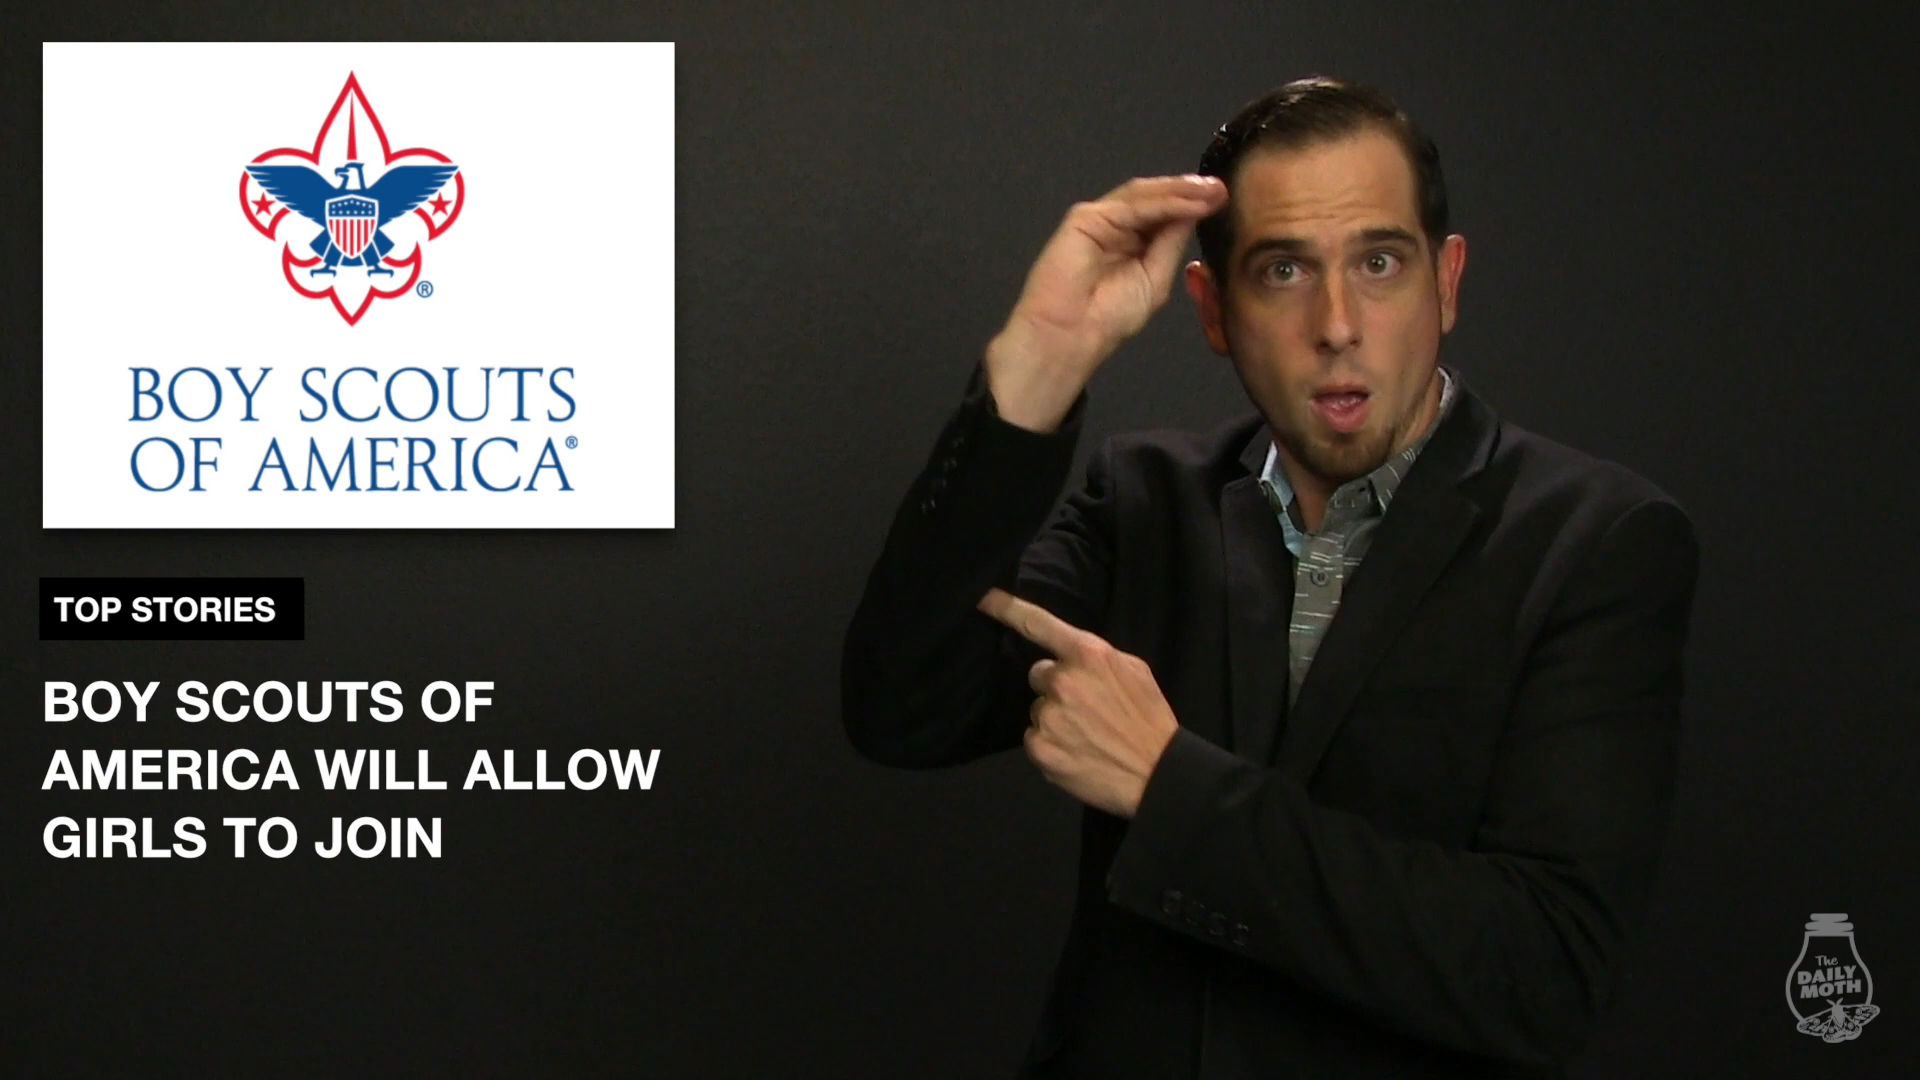 ®
BOY SCOUTS
OF AMERICA®
TOP STORIES
BOY SCOUTS OF
AMERICA WILL ALLOW
GIRLS TO JOIN
The
DAILY
MOTH